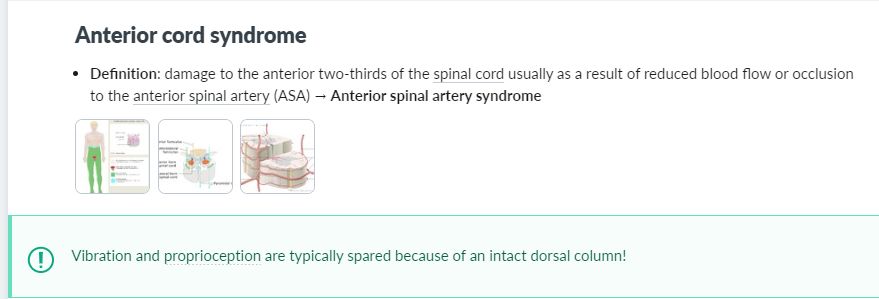 Anterior cord syndrome
• Definition: damage to the anterior two-thirds of the spinal cord usually as a result of reduced blood flow or occlusion
to the anterior spinal artery (ASA) → Anterior spinal artery syndrome
Vibration and proprioception are typically spared because of an intact dorsal column!